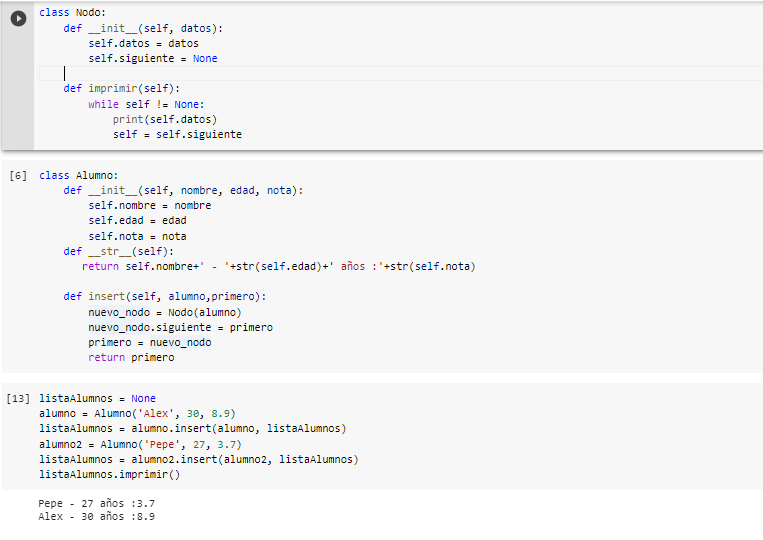 class Nodo:
    def __init__(self, datos):
        self.datos = datos
        self.siguiente = None

    def imprimir(self):
        while self != None:
            print(self.datos)
            self = self.siguiente
[6] class Alumno:
    def __init__(self, nombre, edad, nota):
        self.nombre = nombre
        self.edad = edad
        self.nota = nota
    def __str__(self):
       return self.nombre+' - '+str(self.edad)+' años :'+str(self.nota)

    def insert(self, alumno,primero):
        nuevo_nodo = Nodo(alumno)
        nuevo_nodo.siguiente = primero
        primero = nuevo_nodo
        return primero
[13] listaAlumnos = None
alumno = Alumno('Alex', 30, 8.9)
listaAlumnos = alumno.insert(alumno, listaAlumnos)
alumno2 = Alumno('Pepe', 27, 3.7)
listaAlumnos = alumno2.insert(alumno2, listaAlumnos)
listaAlumnos.imprimir()
Pepe - 27 años :3.7
Alex - 30 años :8.9